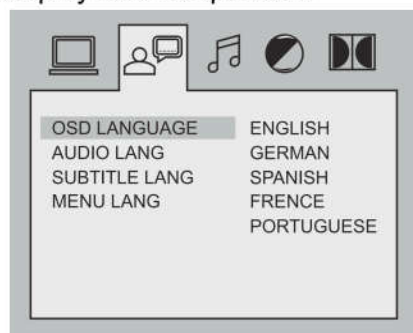 OSD LANGUAGE ENGLISH
AUDIO LANG GERMAN
SUBTITLE LANG SPANISH
MENU LANG FRENCE
PORTUGUESE